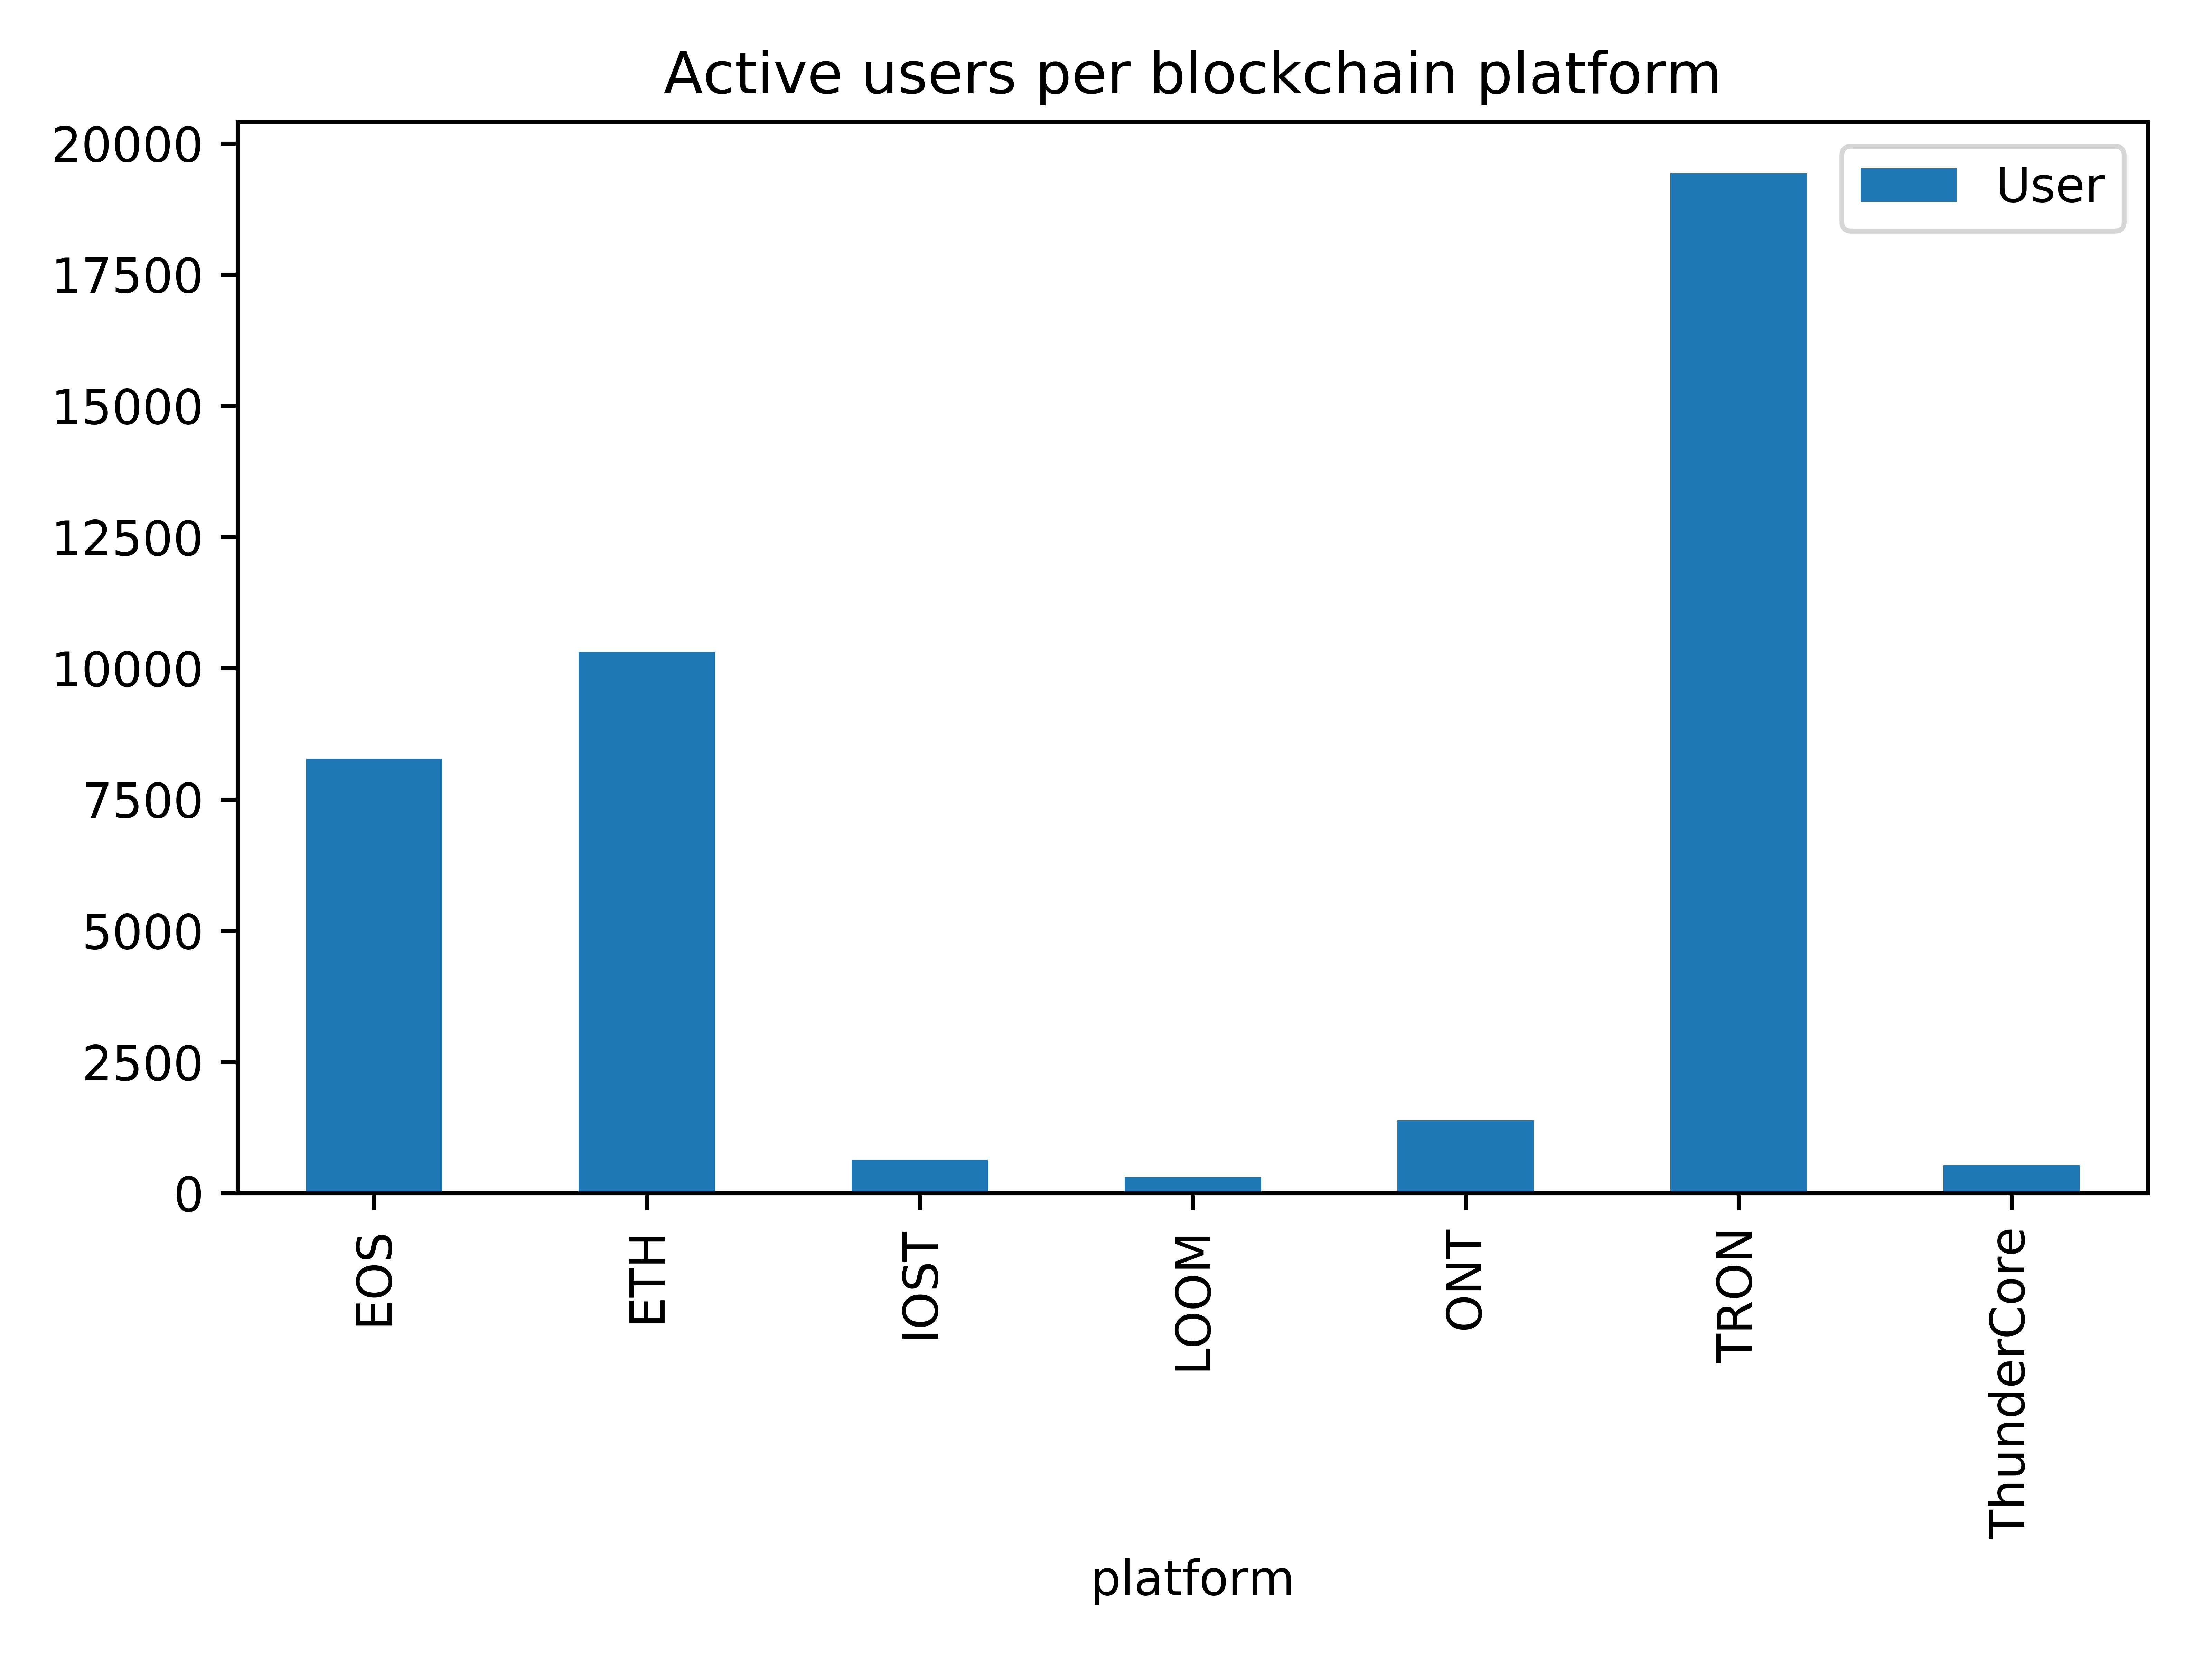 Active users per blockchain platform
20000
17500
15000
12500
10000
7500
5000
2500
0
User
EOS
ETH
IOST
LOOM
ONT
TRON
ThunderCore
platform